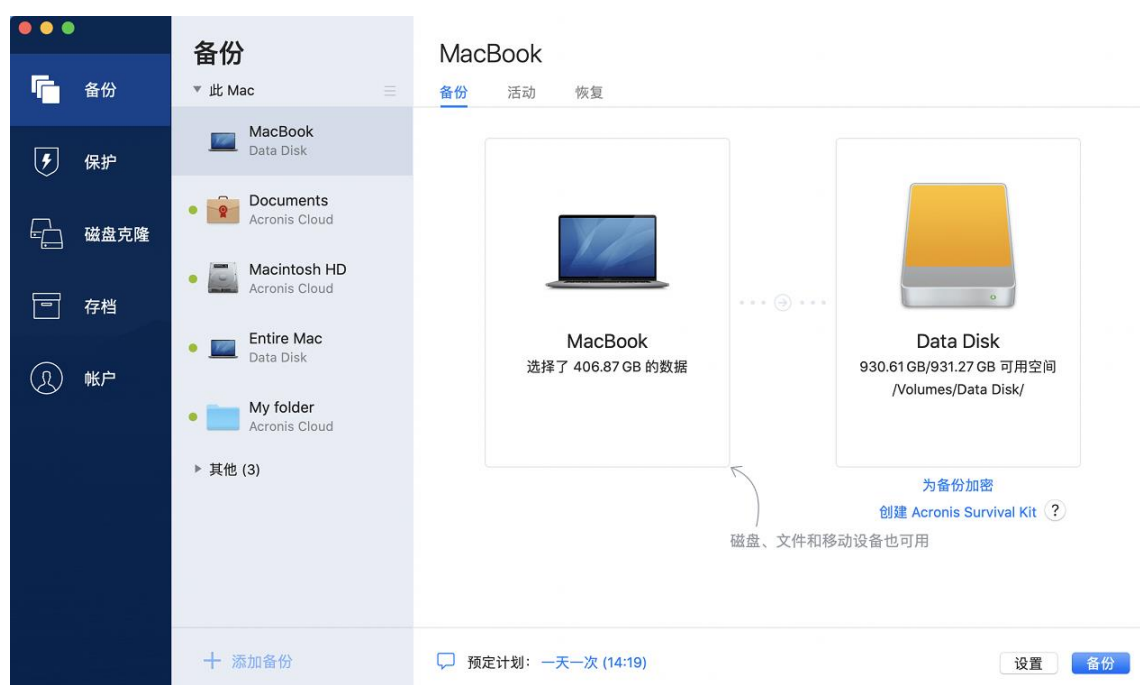 备份
保护
磁盘克隆
存档
帐户
备份
此 Mac
MacBook
Data Disk
Documents
Acronis Cloud
Macintosh HD
Acronis Cloud
Entire Mac
Data Disk
My folder
Acronis Cloud
其他 (3)
添加备份
MacBook
备份 活动 恢复
MacBook
选择了 406.87 GB 的数据
Data Disk
930.61 GB/931.27 GB 可用空间
/Volumes/Data Disk/
为备份加密
创建 Acronis Survival Kit ?
磁盘、文件和移动设备也可用
预定计划: 一天一次 (14:19)
设置 备份